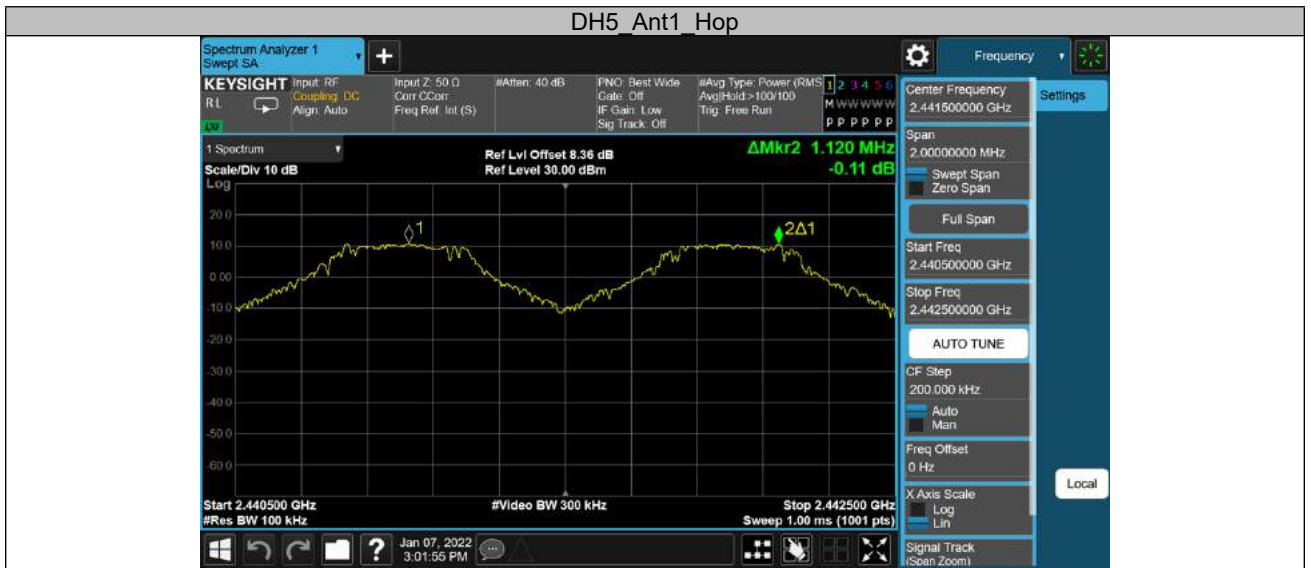 DH5_Ant1_Hop
Spectrum Analyzer 1
Swept SA
+
Frequency
KEYSIGHT
RL
Input: RF
Coupling: DC
Align: Auto
Input Z: 50 Ω
Corr CCorr
Freq Ref: Int (S)
#Atten: 40 dB
PNO: Best Wide
Gate: Off
IF Gain: Low
Sig Track: Off
#Avg Type: Power (RMS
Avg|Hold:>100/100
Trig: Free Run
1 2 3 4 5 6
M W W W W W
P P P P P P
Center Frequency
2.441500000 GHz
Settings
1 Spectrum
Scale/Div 10 dB
Log
Ref Lvl Offset 8.36 dB
Ref Level 30.00 dBm
ΔMkr2 1.120 MHz
-0.11 dB
Span
2.00000000 MHz
Swept Span
Zero Span
Full Span
Start Freq
2.440500000 GHz
Stop Freq
2.442500000 GHz
AUTO TUNE
CF Step
200.000 kHz
Auto
Man
Freq Offset
0 Hz
X Axis Scale
Log
Lin
Signal Track
(Span Zoom)
Local
20.0
10.0
0.00
-10.0
-20.0
-30.0
-40.0
-50.0
-60.0
1
2Δ1
Start 2.440500 GHz
#Res BW 100 kHz
#Video BW 300 kHz
Stop 2.442500 GHz
Sweep 1.00 ms (1001 pts)
?
Jan 07, 2022
3:01:55 PM